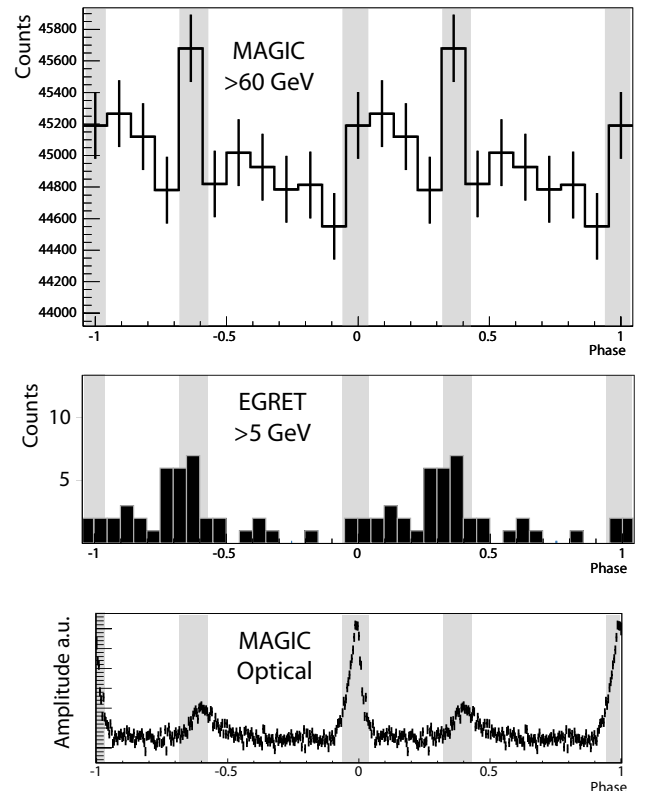 Counts
MAGIC
>60 GeV
45800
45600
45400
45200
45000
44800
44600
44400
44200
44000
-1
-0.5
0
0.5
1
Phase
Counts
EGRET
>5 GeV
10
5
-1
-0.5
0
0.5
1
Phase
Amplitude a.u.
MAGIC
Optical
-1
-0.5
0
0.5
1
Phase